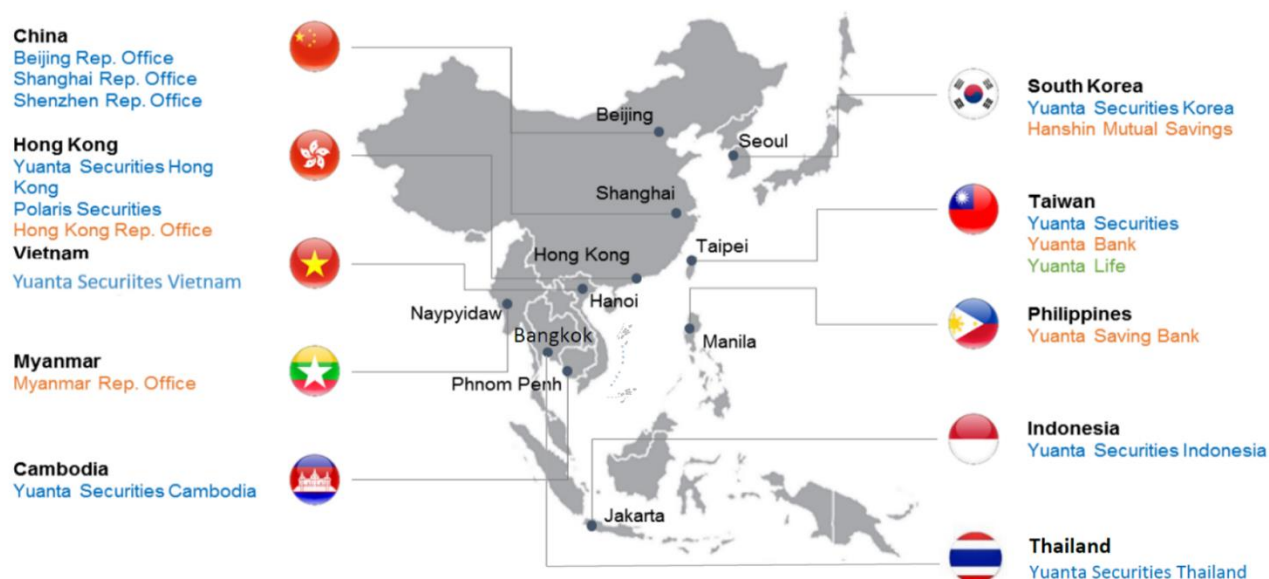 China
Beijing Rep. Office
Shanghai Rep. Office
Shenzhen Rep. Office
Hong Kong
Yuanta Securities Hong
Kong
Polaris Securities
Hong Kong Rep. Office
Vietnam
Yuanta Securiites Vietnam
Myanmar
Myanmar Rep. Office
Cambodia
Yuanta Securities Cambodia
Beijing
Seoul
Shanghai
Taipei
Hong Kong
Hanoi
Naypyidaw
Bangkok
Manila
Phnom Penh
Jakarta
South Korea
Yuanta Securities Korea
Hanshin Mutual Savings
Taiwan
Yuanta Securities
Yuanta Bank
Yuanta Life
Philippines
Yuanta Saving Bank
Indonesia
Yuanta Securities Indonesia
Thailand
Yuanta Securities Thailand